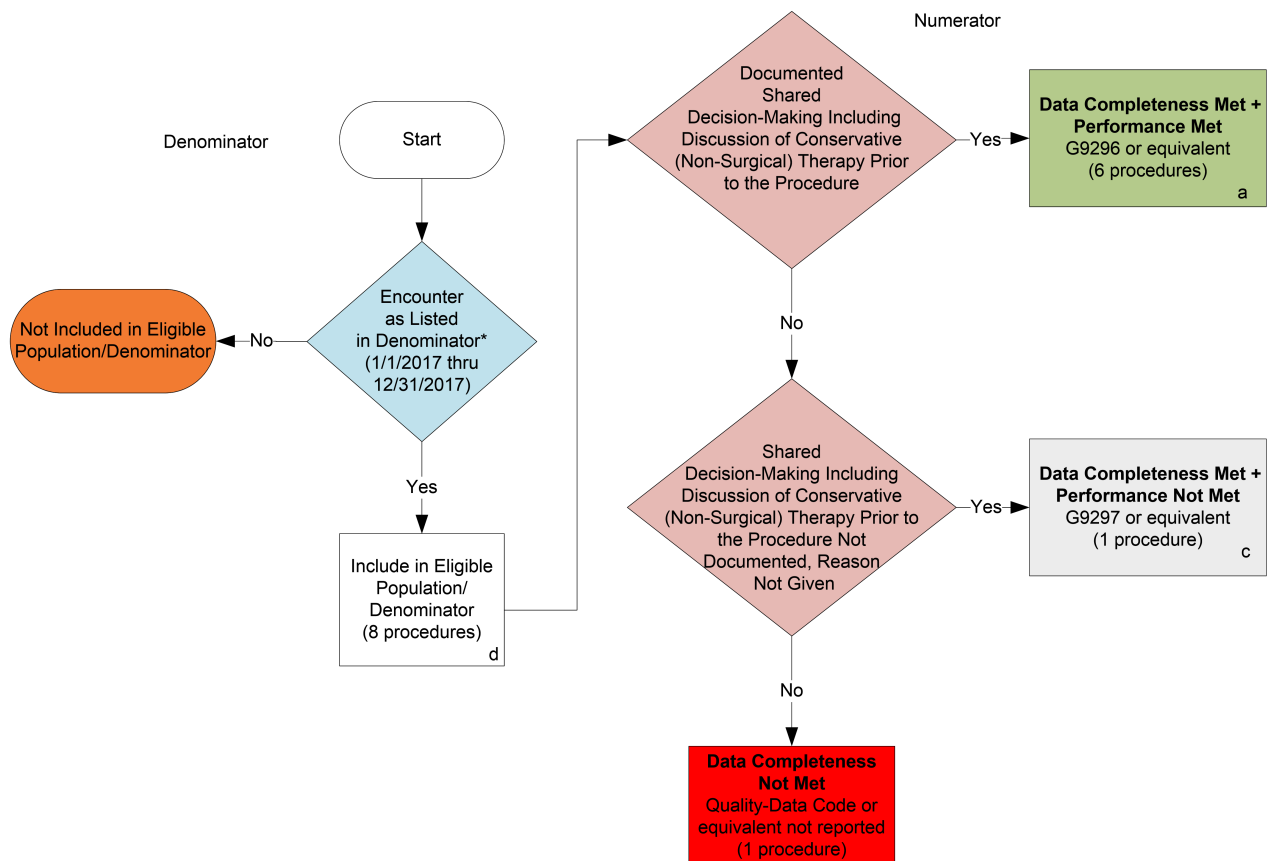 Numerator
Denominator
Start
Encounter
as Listed
in Denominator*
(1/1/2017 thru
12/31/2017)
No
Not Included in Eligible
Population/Denominator
Yes
Include in Eligible
Population/
Denominator
(8 procedures)
d
Documented
Shared
Decision-Making Including
Discussion of Conservative
(Non-Surgical) Therapy Prior
to the Procedure
Yes
Data Completeness Met +
Performance Met
G9296 or equivalent
(6 procedures)
a
No
Shared
Decision-Making Including
Discussion of Conservative
(Non-Surgical) Therapy Prior to
the Procedure Not
Documented, Reason
Not Given
Yes
Data Completeness Met +
Performance Not Met
G9297 or equivalent
(1 procedure)
c
No
Data Completeness
Not Met
Quality-Data Code or
equivalent not reported
(1 procedure)